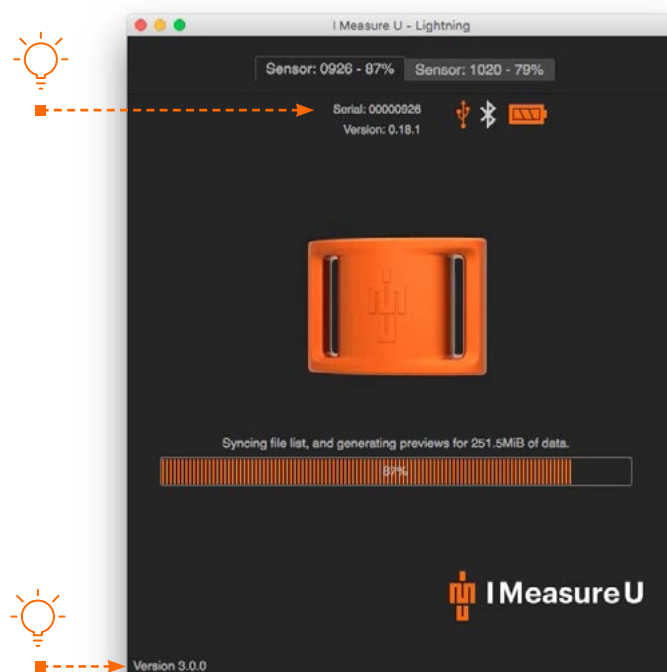 I Measure U - Lightning
Sensor: 0926 - 87% Sensor: 1020 - 79%
Serial: 00000926
Version: 0.18.1
Syncing file list, and generating previews for 251.5MiB of data.
87%
I Measure U
Version 3.0.0